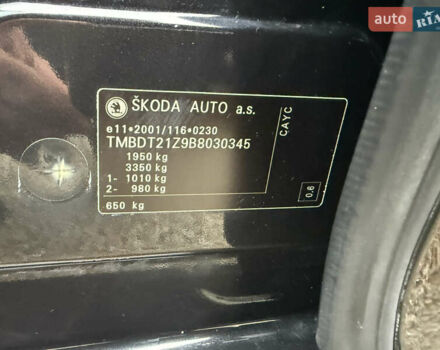 AUTO RIA
ŠKODA AUTO a.s.
e11*2001/116*0230
TMBDT21Z9B8030345
1950 kg
3350 kg
1- 1010 kg
2- 980 kg
650 kg
0.6
CAYC